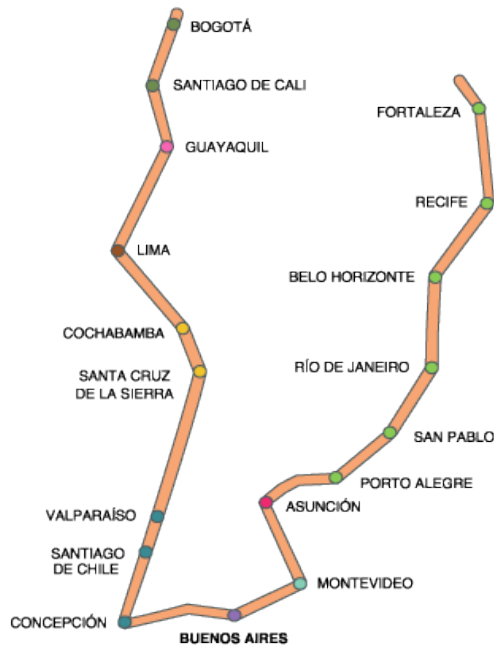 BOGOTÁ
SANTIAGO DE CALI
FORTALEZA
GUAYAQUIL
RECIFE
LIMA
BELO HORIZONTE
COCHABAMBA
RÍO DE JANEIRO
SANTA CRUZ
DE LA SIERRA
SAN PABLO
PORTO ALEGRE
ASUNCIÓN
VALPARAÍSO
SANTIAGO
DE CHILE
MONTEVIDEO
CONCEPCIÓN
BUENOS AIRES